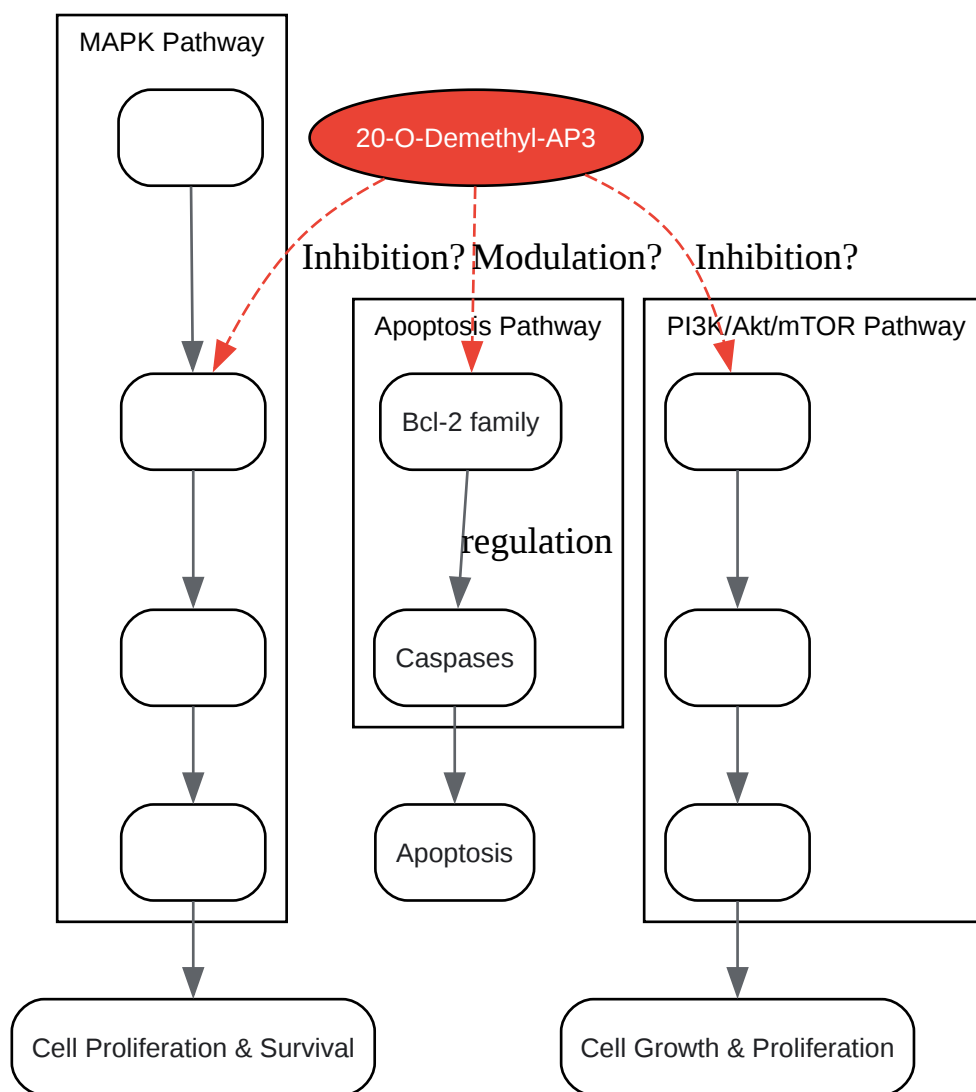 MAPK Pathway
20-O-Demethyl-AP3
Inhibition?
Modulation?
Inhibition?
Apoptosis Pathway
PI3K/Akt/mTOR Pathway
Bcl-2 family
regulation
Caspases
Apoptosis
Cell Proliferation & Survival
Cell Growth & Proliferation